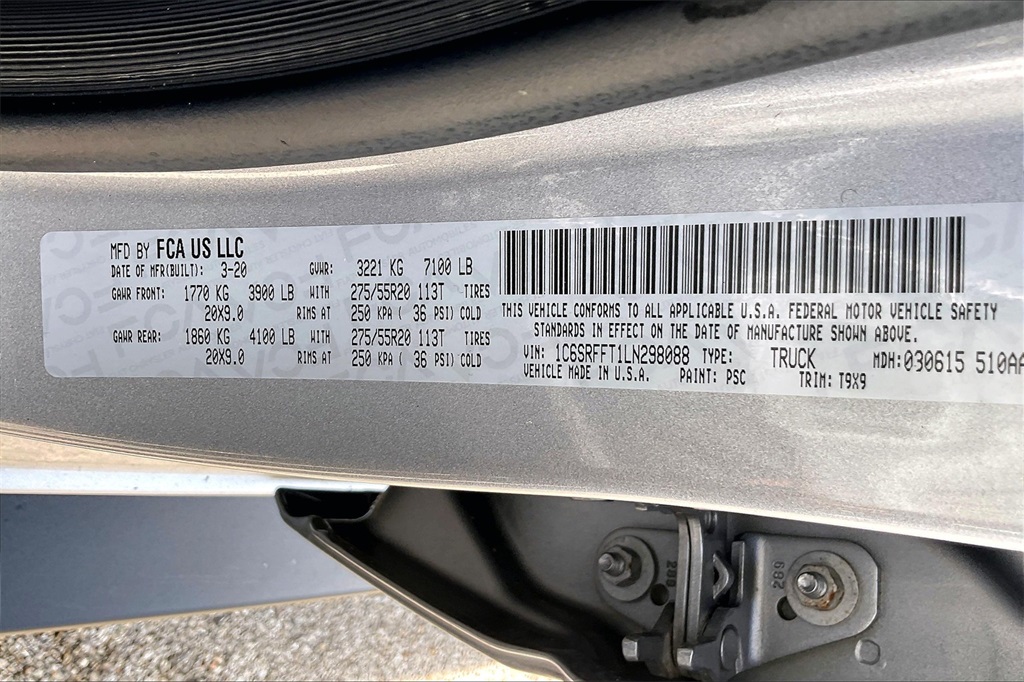 MFD BY FCA US LLC
DATE OF MFR(BUILT): 3-20 GVWR: 3221 KG 7100 LB
GAWR FRONT: 1770 KG 3900 LB WITH 275/55R20 113T TIRES
20X9.0 RIMS AT 250 KPA ( 36 PSI) COLD
GAWR REAR: 1860 KG 4100 LB WITH 275/55R20 113T TIRES
20X9.0 RIMS AT 250 KPA ( 36 PSI) COLD
THIS VEHICLE CONFORMS TO ALL APPLICABLE U.S.A. FEDERAL MOTOR VEHICLE SAFETY
STANDARDS IN EFFECT ON THE DATE OF MANUFACTURE SHOWN ABOVE.
VIN: 1C6SRFFT1LN298088 TYPE: TRUCK MDH:030615 510AA
VEHICLE MADE IN U.S.A. PAINT: PSC TRIM: T9X9
268